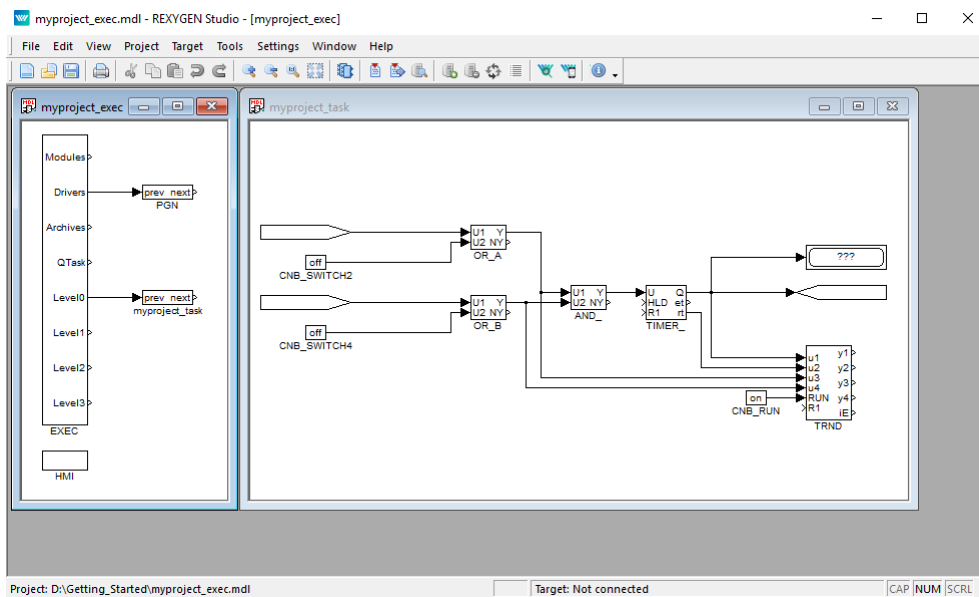 myproject_exec.mdl - REXYGEN Studio - [myproject_exec]
File Edit View Project Target Tools Settings Window Help
myproject_exec
Modules
Drivers
prev next
PGN
Archives
QTask
Level0
prev next
myproject_task
Level1
Level2
Level3
EXEC
HMI
myproject_task
U1 Y
U2 NY
OR_A
off
CNB_SWITCH2
U1 Y
U2 NY
OR_B
off
CNB_SWITCH4
U1 Y
U2 NY
AND_
U Q
HLD et
R1 rt
TIMER_
???
u1 y1
u2 y2
u3 y3
u4
RUN y4
R1 iE
TRND
on
CNB_RUN
Project: D:\Getting_Started\myproject_exec.mdl Target: Not connected CAP NUM SCRL